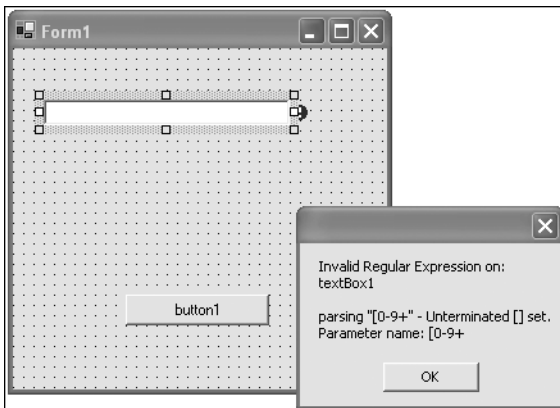 Form1
button1
Invalid Regular Expression on:
textBox1
parsing "[0-9+" - Unterminated [] set.
Parameter name: [0-9+
OK